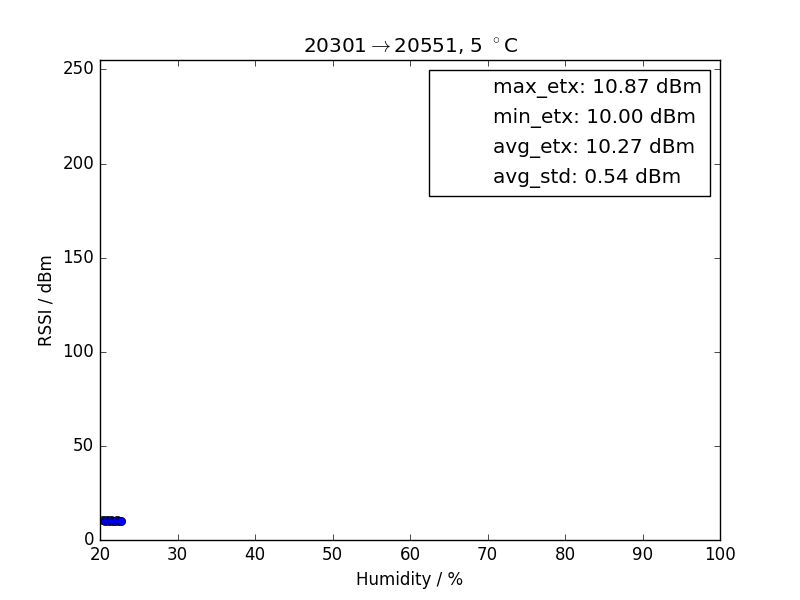 20301→20551, 5 °C
max_etx: 10.87 dBm
min_etx: 10.00 dBm
avg_etx: 10.27 dBm
avg_std: 0.54 dBm
RSSI / dBm
250
200
150
100
50
0
20 30 40 50 60 70 80 90 100
Humidity / %